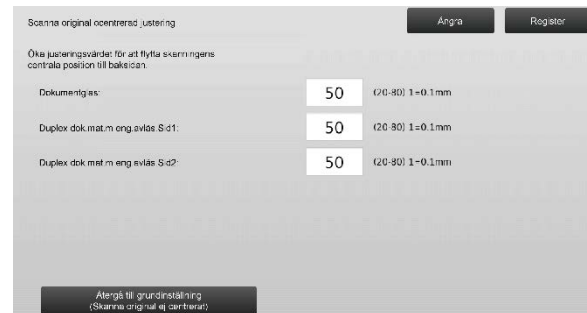 Scanna original ocentrerad justering
Ångra
Register
Öka justeringsvärdet för att flytta skenningens
centrala position till baksidan.
Dokumentglas:
50
(20-80) 1=0.1mm
Duplex dok.mat.m eng.avläs.Sid1:
50
(20-80) 1=0.1mm
Duplex dok.mat.m eng.avläs.Sid2:
50
(20-80) 1=0.1mm
Återgå till grundinställning
(Skanna original ej centrerat)